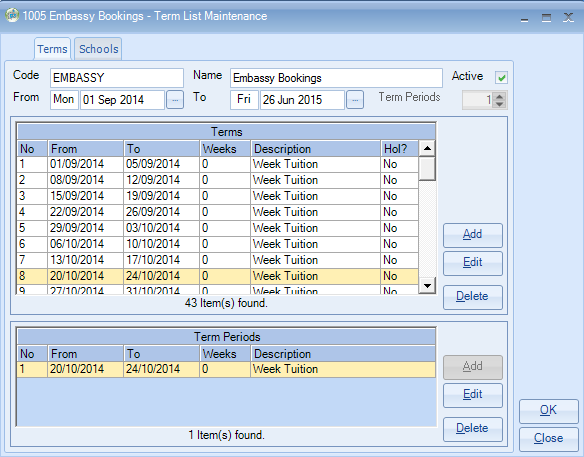 1005 Embassy Bookings - Term List Maintenance
Terms Schools
Code EMBASSY Name Embassy Bookings Active
From Mon 01 Sep 2014 ... To Fri 26 Jun 2015 ... Term Periods 1
Terms
No From To Weeks Description Hol?
1 01/09/2014 05/09/2014 0 Week Tuition No
2 08/09/2014 12/09/2014 0 Week Tuition No
3 15/09/2014 19/09/2014 0 Week Tuition No
4 22/09/2014 26/09/2014 0 Week Tuition No
5 29/09/2014 03/10/2014 0 Week Tuition No
6 06/10/2014 10/10/2014 0 Week Tuition No
7 13/10/2014 17/10/2014 0 Week Tuition No
8 20/10/2014 24/10/2014 0 Week Tuition No
9 27/10/2014 31/10/2014 0 Week Tuition No
43 Item(s) found.
Add
Edit
Delete
Term Periods
No From To Weeks Description
1 20/10/2014 24/10/2014 0 Week Tuition
1 Item(s) found.
Add
Edit
Delete
OK
Close